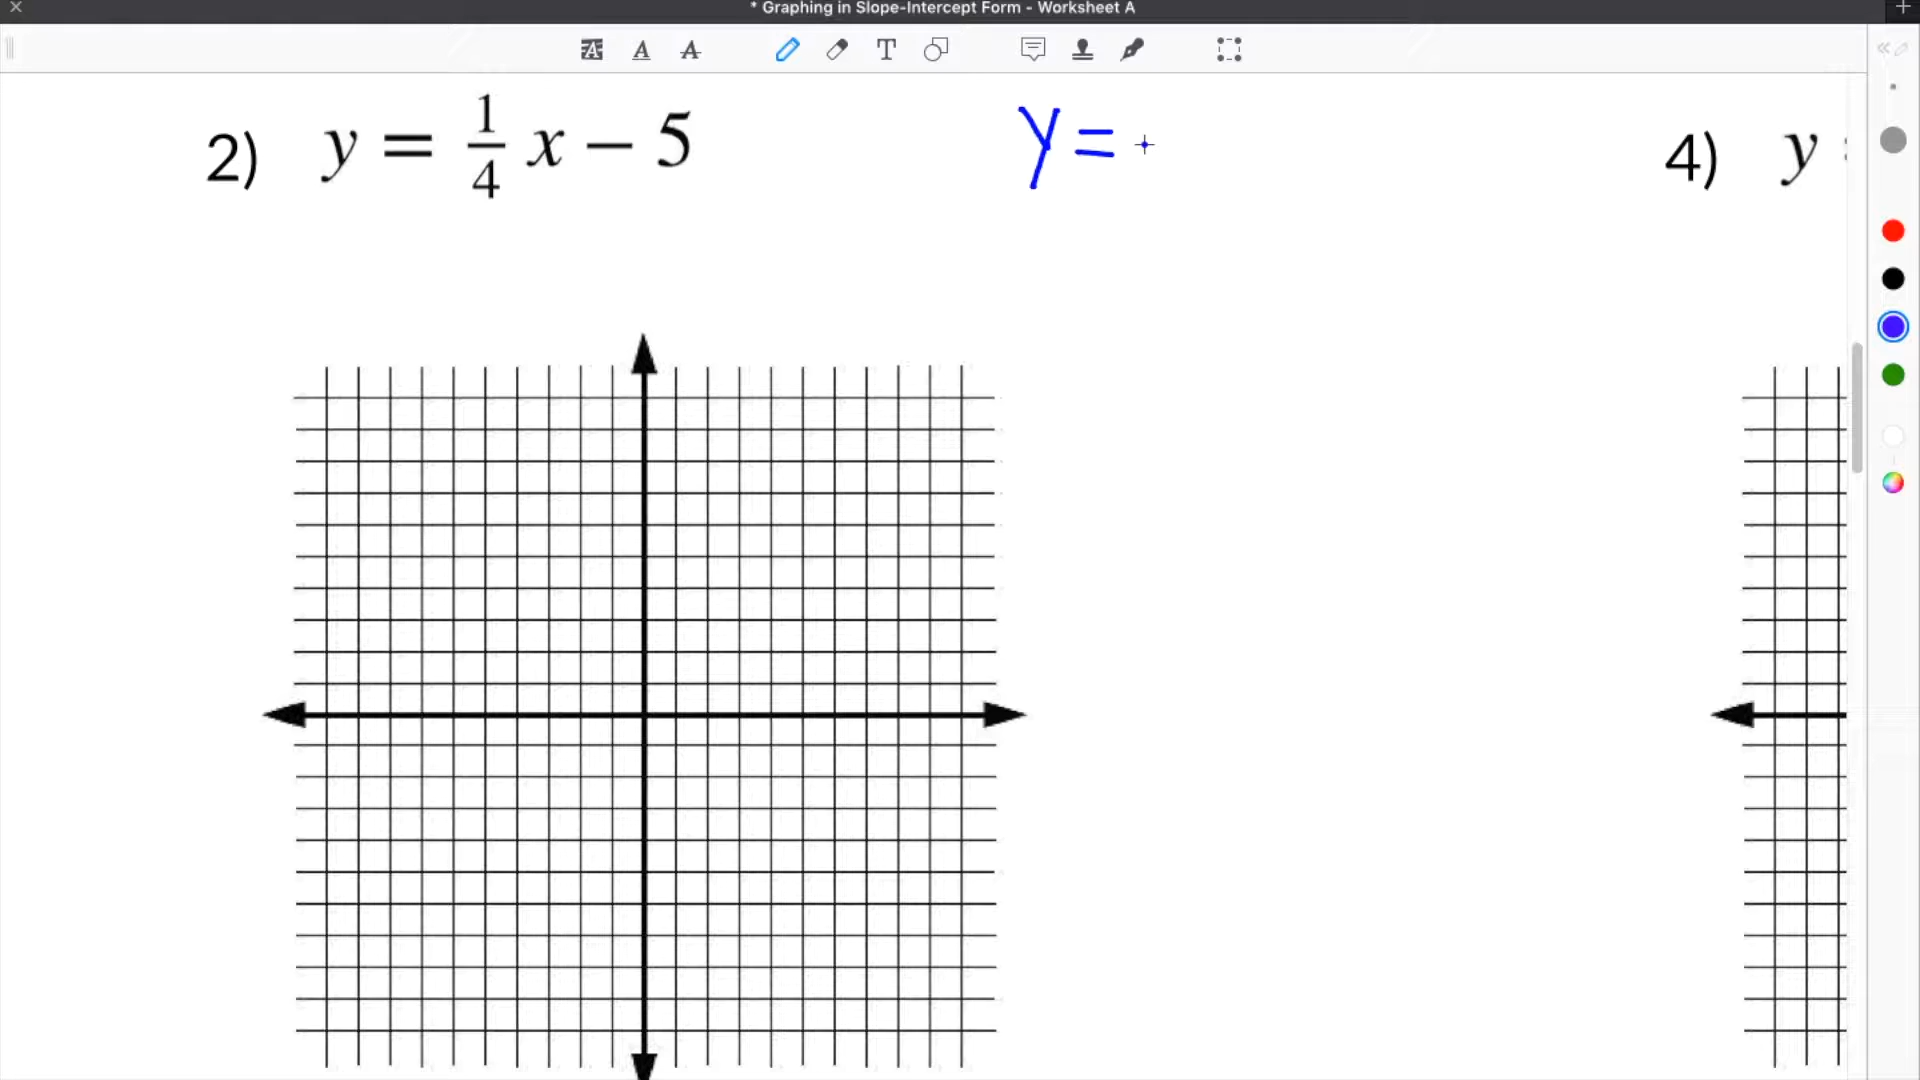 * Graphing in Slope-Intercept Form - Worksheet A
2) y = 1/4 x − 5
y =
4) y